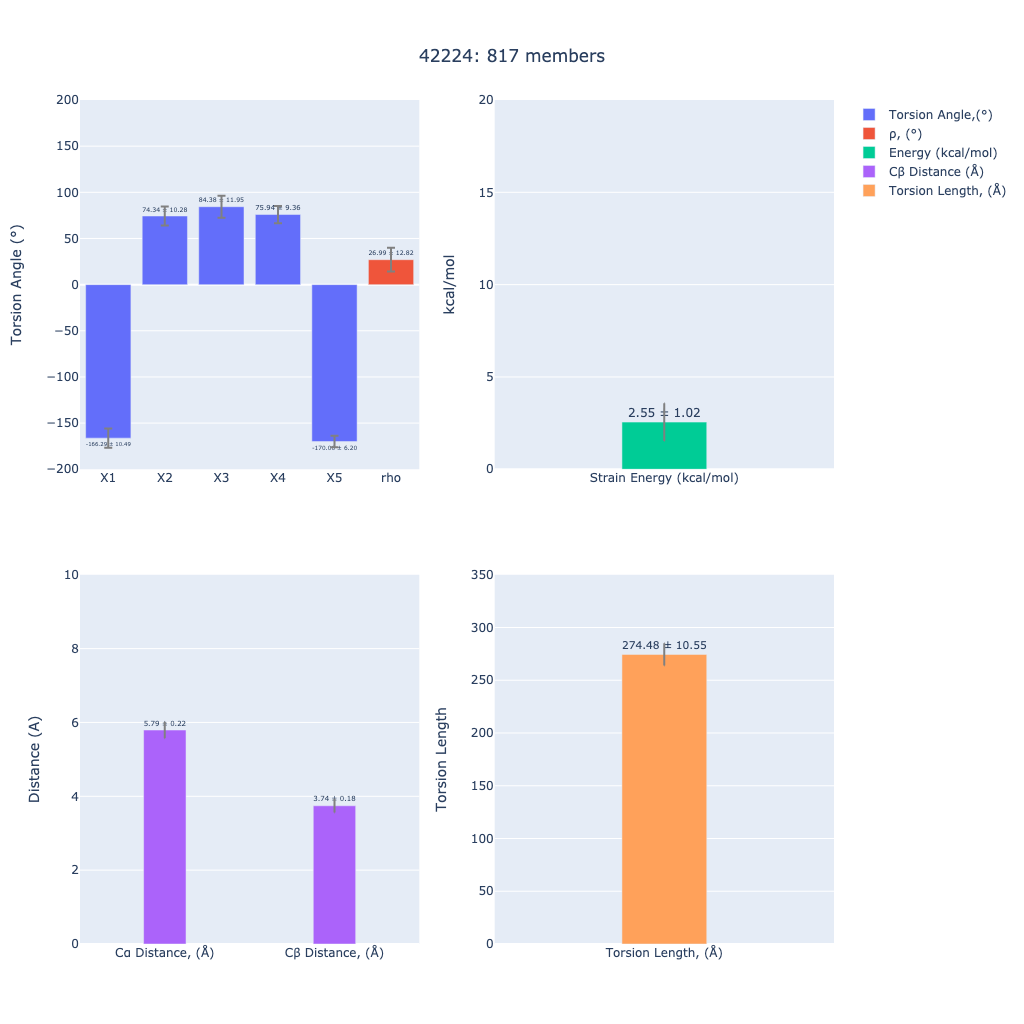 42224: 817 members
Torsion Angle (°)
200
150
100
50
0
−50
−100
−150
−200
-166.29 ± 10.49
74.34 ± 10.28
84.38 ± 11.95
75.94 ± 9.36
-170.06 ± 6.20
26.99 ± 12.82
X1 X2 X3 X4 X5 rho
kcal/mol
20
15
10
5
0
2.55 ± 1.02
Strain Energy (kcal/mol)
Torsion Angle,(°)
ρ, (°)
Energy (kcal/mol)
Cβ Distance (Å)
Torsion Length, (Å)
Distance (A)
10
8
6
4
2
0
5.79 ± 0.22
3.74 ± 0.18
Cα Distance, (Å) Cβ Distance, (Å)
Torsion Length
350
300
250
200
150
100
50
0
274.48 ± 10.55
Torsion Length, (Å)